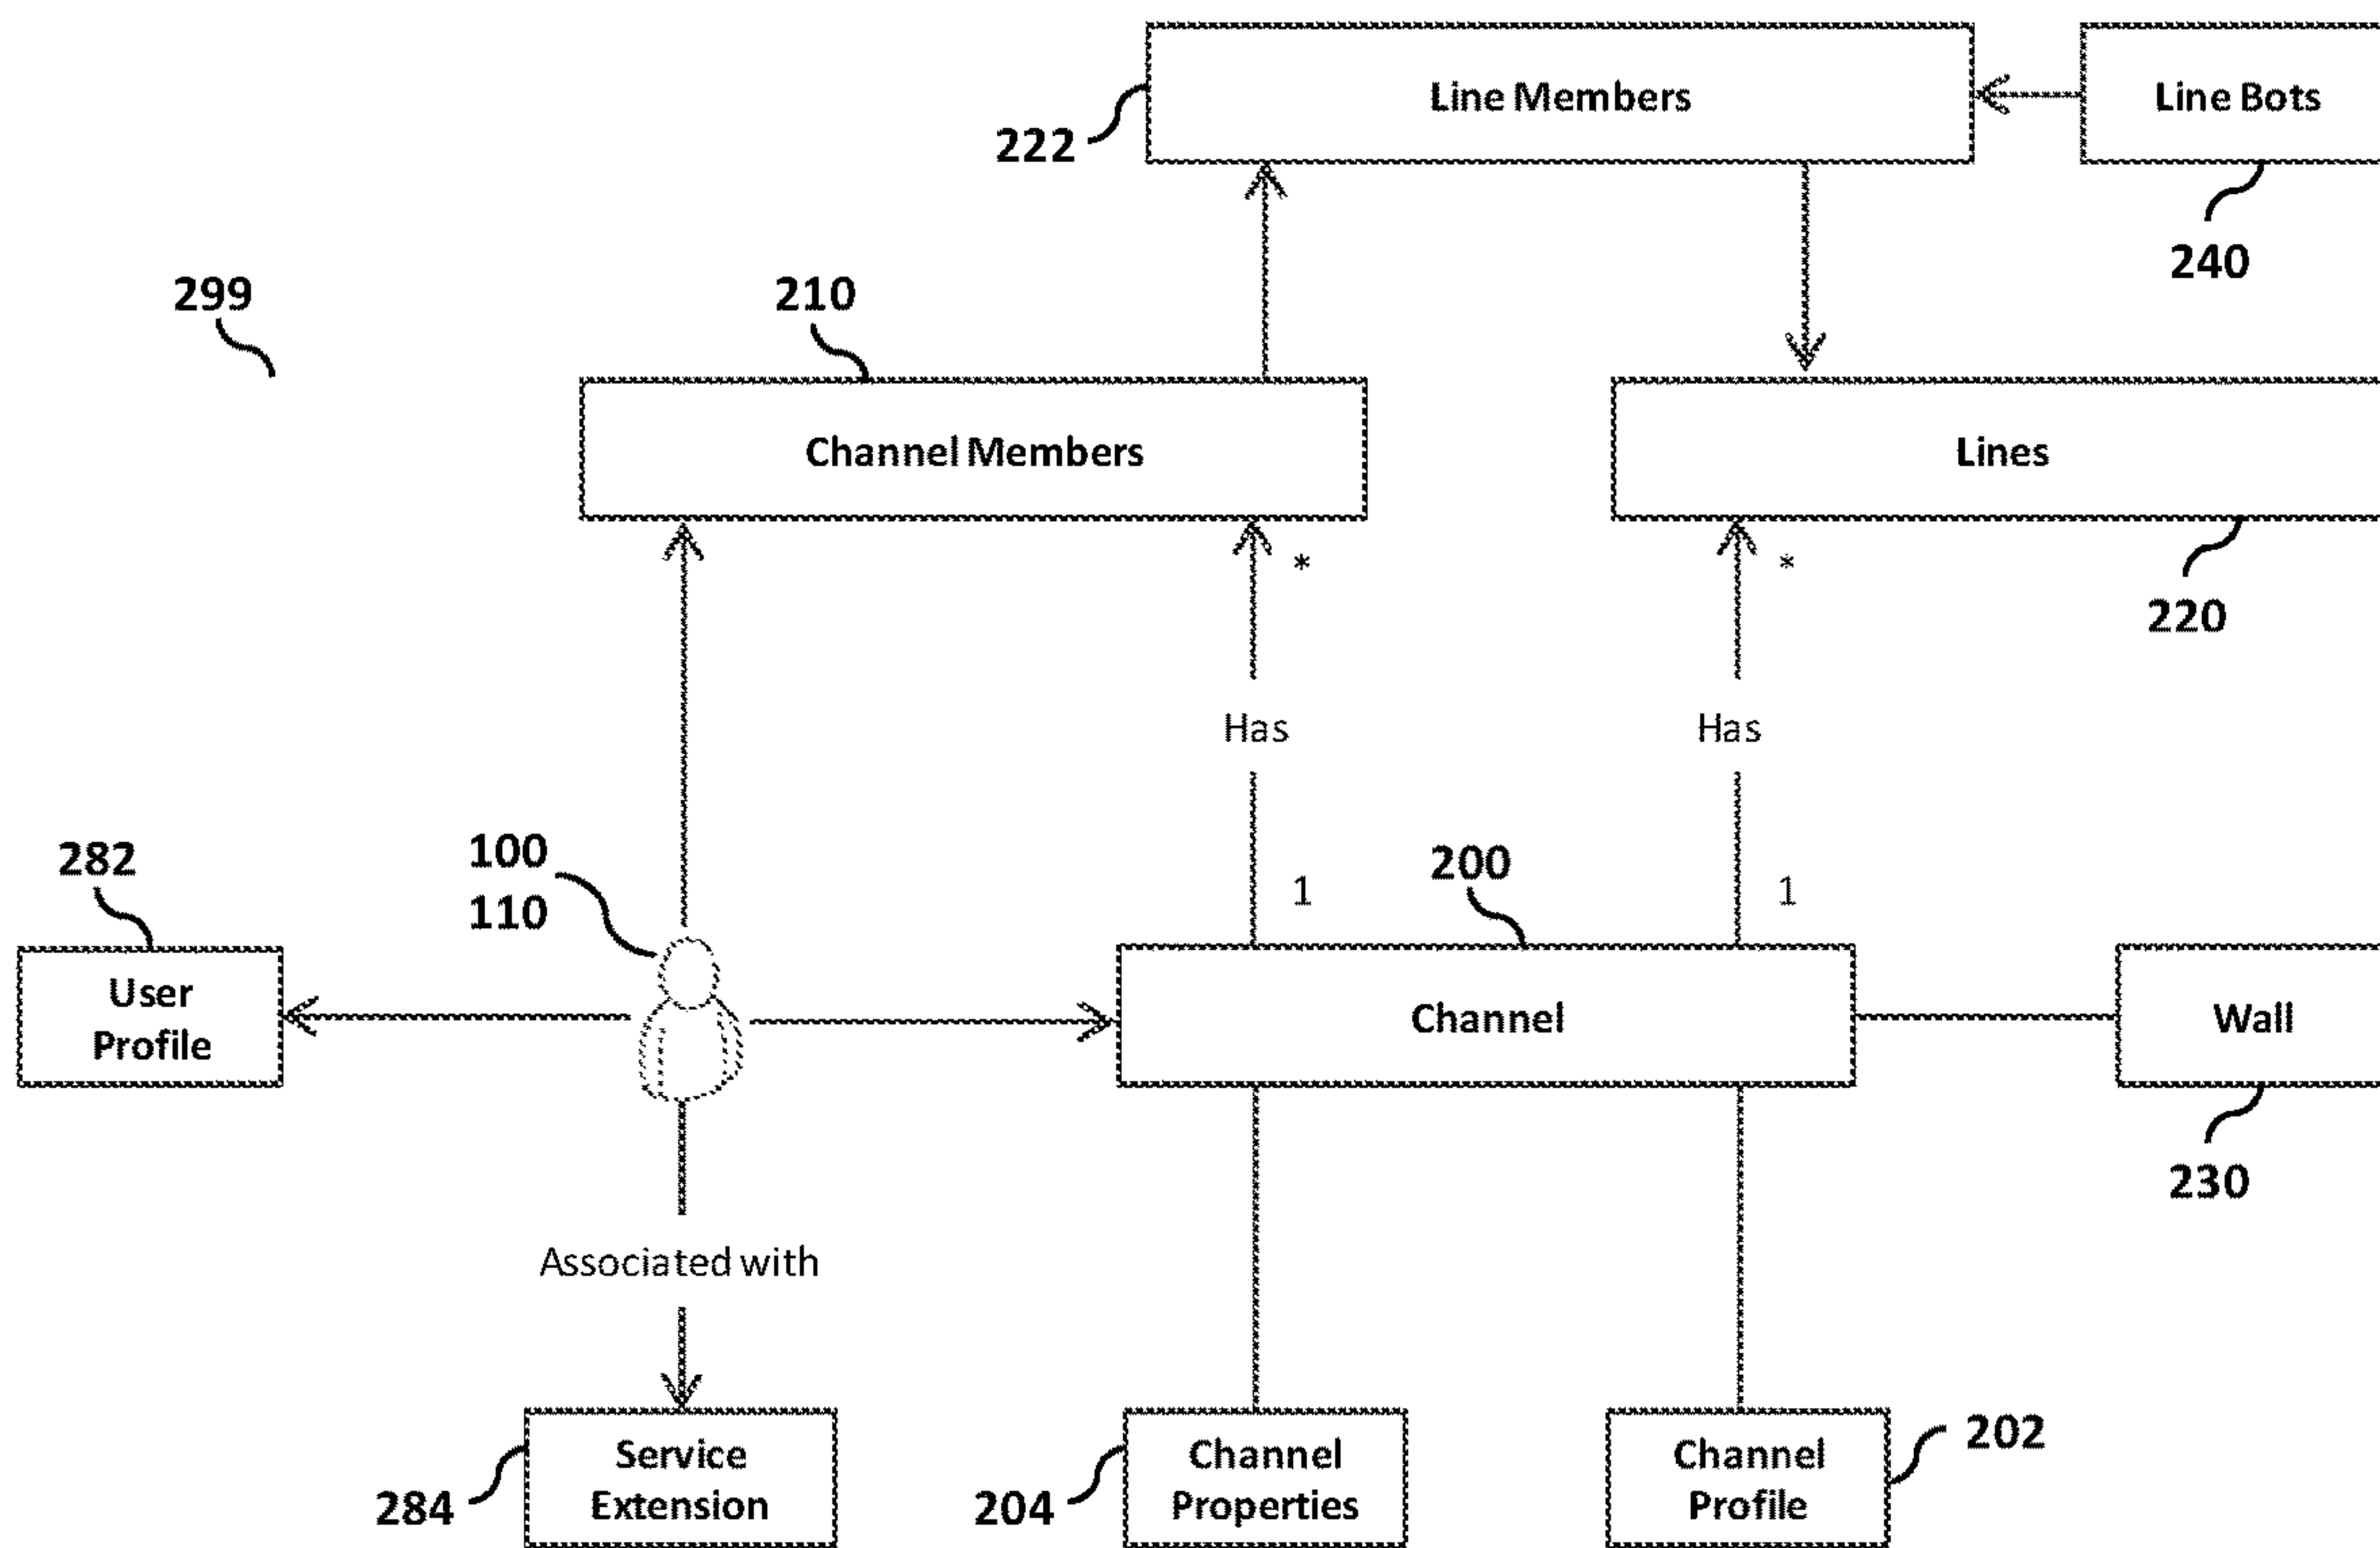 Line Members
Line Bots
222
240
299
210
Channel Members
Lines
*
*
220
Has
Has
282
100
110
200
1
1
User
Profile
Channel
Wall
230
Associated with
Service
Extension
284
Channel
Properties
204
Channel
Profile
202